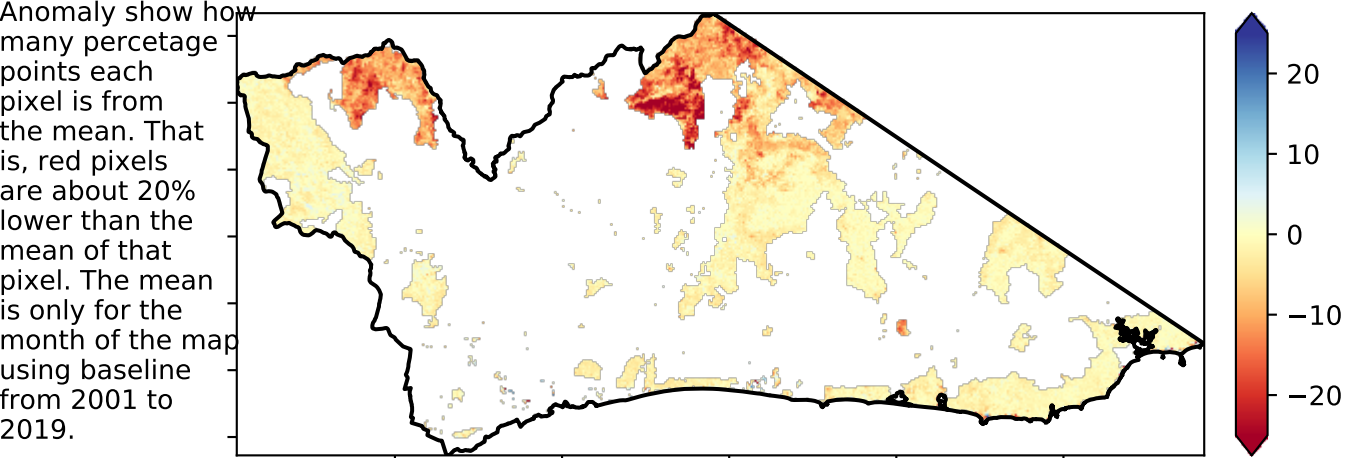 Anomaly show how
many percetage
points each
pixel is from
the mean. That
is, red pixels
are about 20%
lower than the
mean of that
pixel. The mean
is only for the
month of the map
using baseline
from 2001 to
2019.
20
10
0
−10
−20